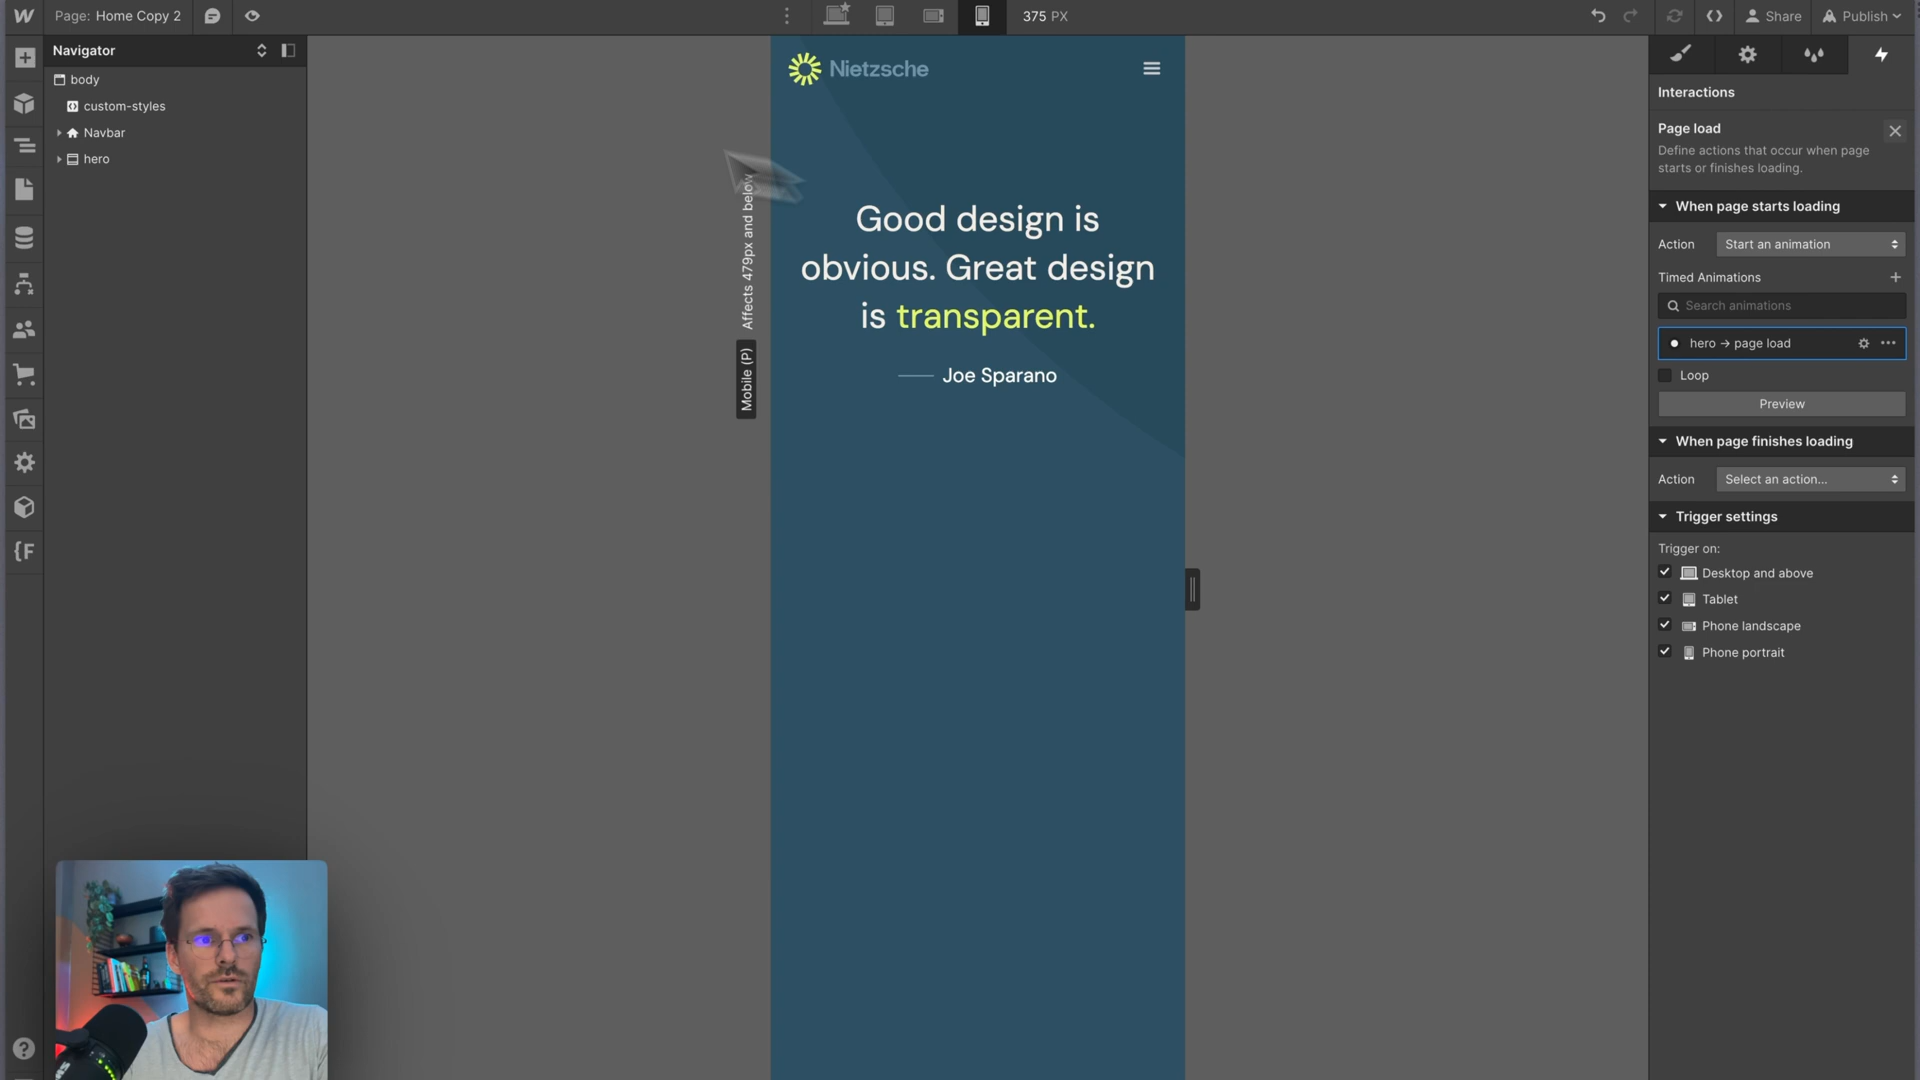 Page: Home Copy 2
375 PX
Share
Publish
Navigator
body
custom-styles
Navbar
hero
Affects 479px and below
Mobile (P)
Nietzsche
Good design is
obvious. Great design
is transparent.
Joe Sparano
Interactions
Page load
Define actions that occur when page
starts or finishes loading.
When page starts loading
Action
Start an animation
Timed Animations
Search animations
hero → page load
Loop
Preview
When page finishes loading
Action
Select an action...
Trigger settings
Trigger on:
Desktop and above
Tablet
Phone landscape
Phone portrait
{F